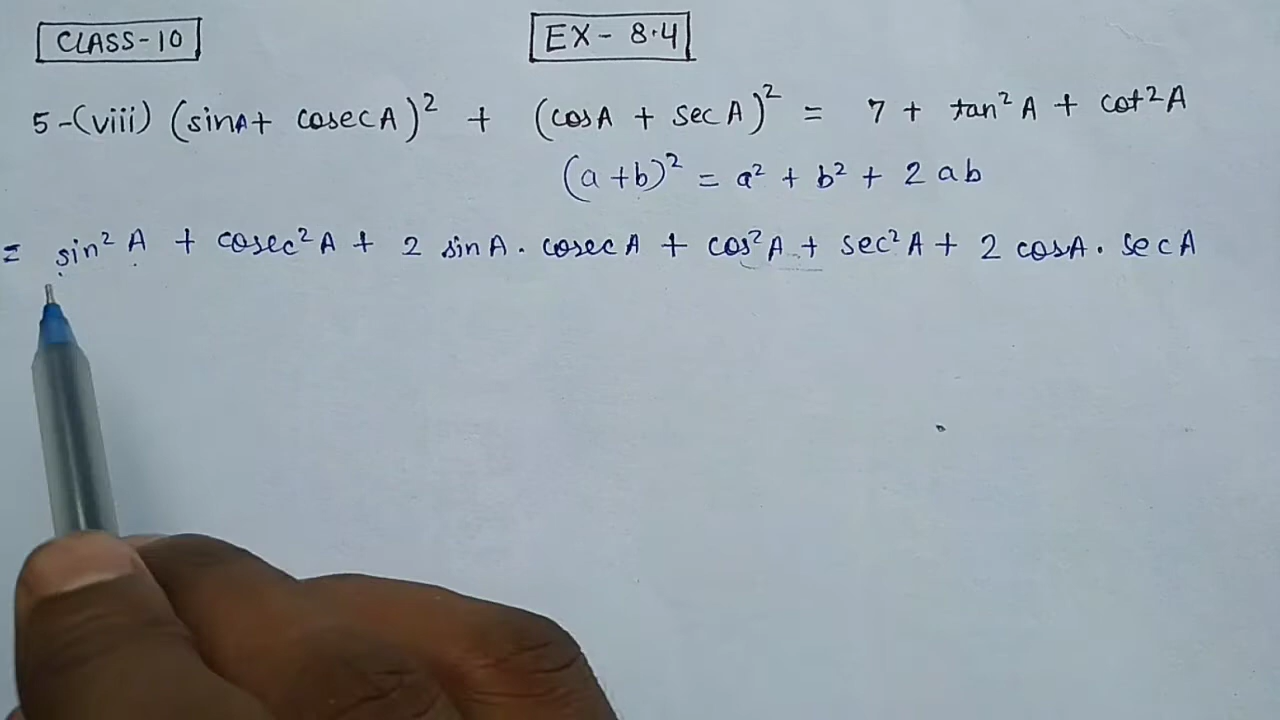 CLASS-10
EX- 8.4
5-(viii) (sinA+ cosecA)² + (cosA + secA)² = 7 + tan²A + cot²A
(a+b)² = a² + b² + 2ab
= sin²A + cosec²A + 2 sinA. cosecA + cos²A + sec²A + 2 cosA. secA